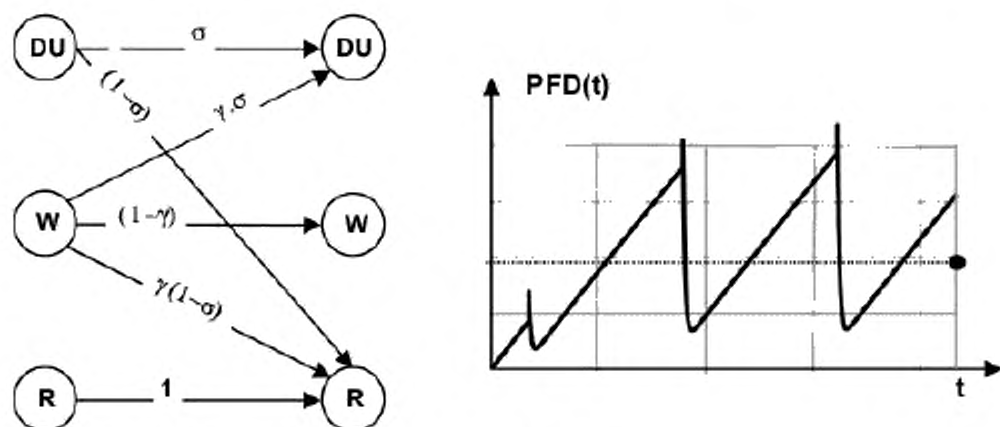 DU σ DU
(1-σ)
γ.σ
W (1-γ) W
γ(1-σ)
R 1 R
PFD(t)
t